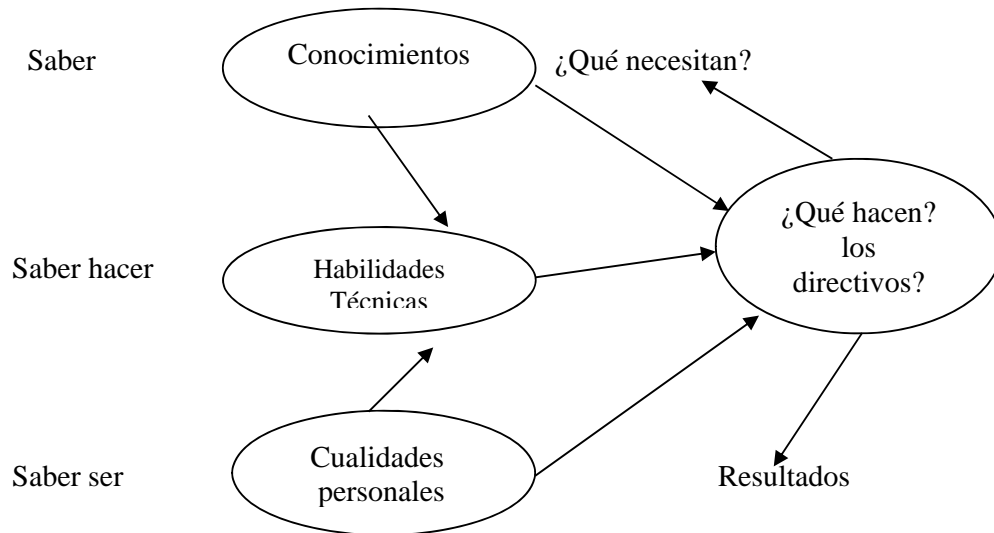 Saber
Conocimientos
¿Qué necesitan?
¿Qué hacen?
los
directivos?
Saber hacer
Habilidades
Técnicas
Saber ser
Cualidades
personales
Resultados